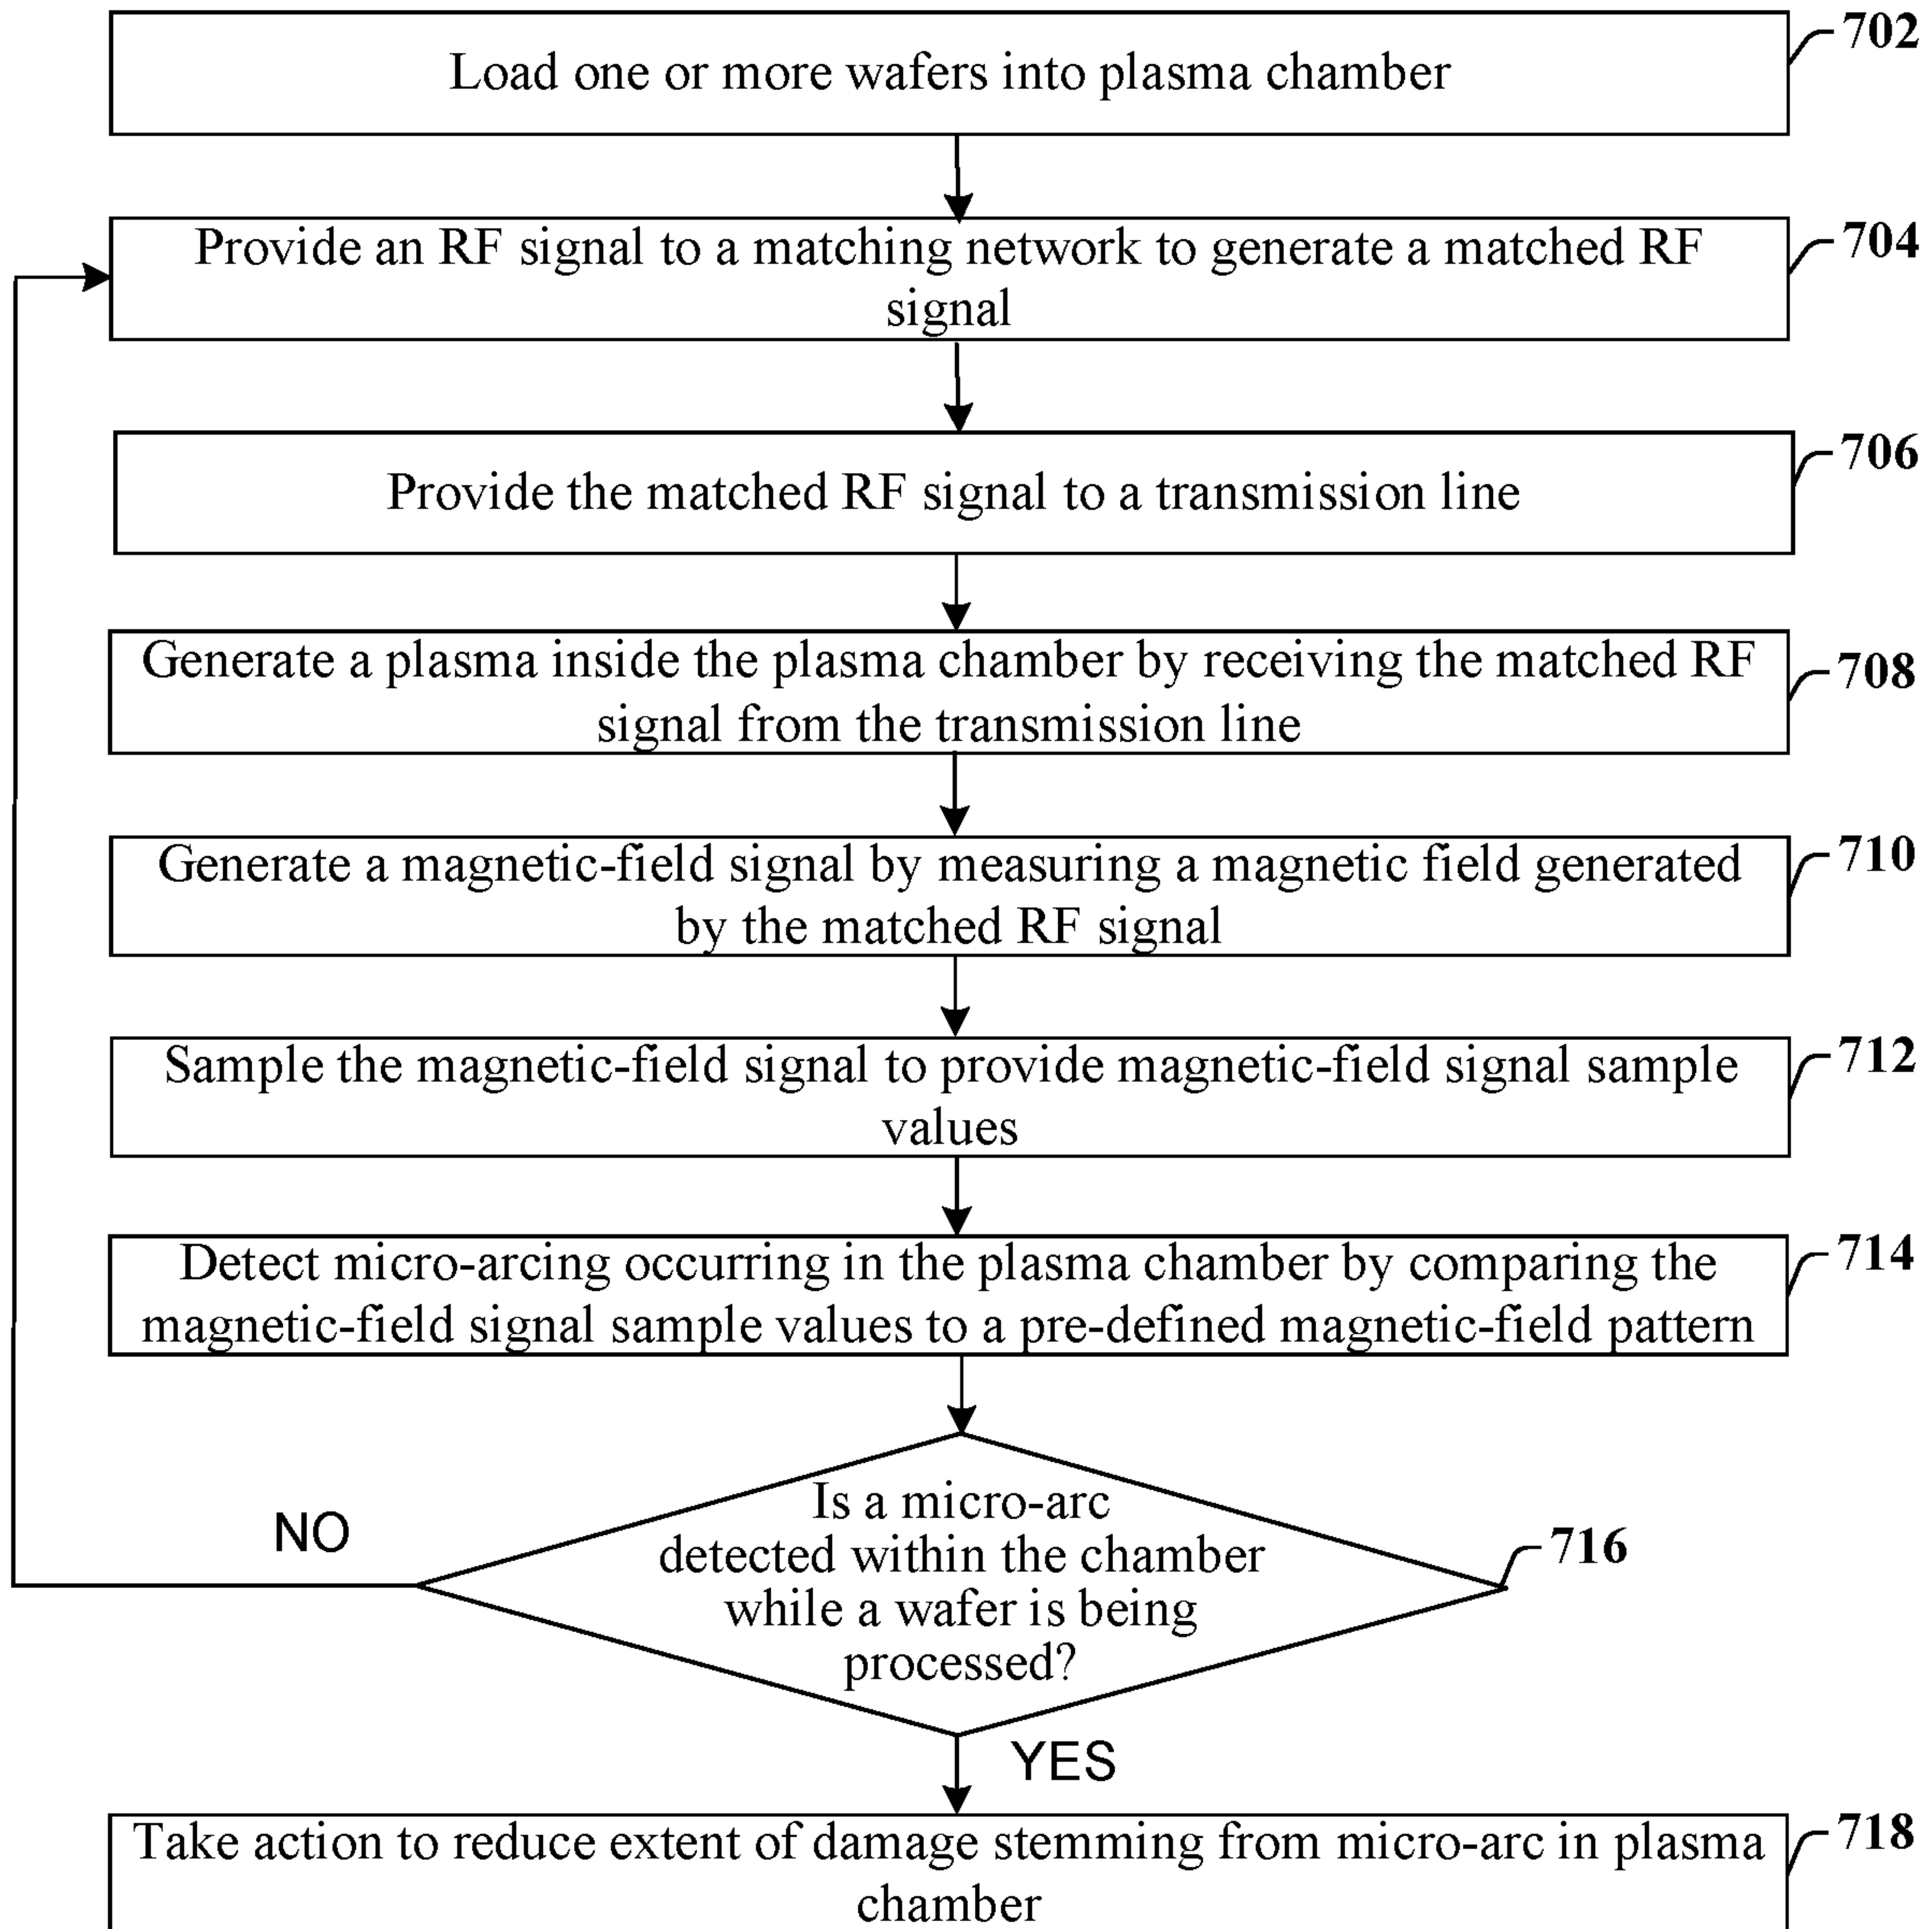 Load one or more wafers into plasma chamber
702
Provide an RF signal to a matching network to generate a matched RF
signal
704
Provide the matched RF signal to a transmission line
706
Generate a plasma inside the plasma chamber by receiving the matched RF
signal from the transmission line
708
Generate a magnetic-field signal by measuring a magnetic field generated
by the matched RF signal
710
Sample the magnetic-field signal to provide magnetic-field signal sample
values
712
Detect micro-arcing occurring in the plasma chamber by comparing the
magnetic-field signal sample values to a pre-defined magnetic-field pattern
714
Is a micro-arc
detected within the chamber
while a wafer is being
processed?
716
NO
YES
Take action to reduce extent of damage stemming from micro-arc in plasma
chamber
718